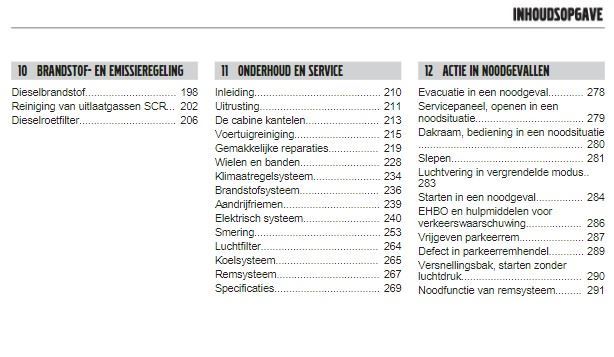 INHOUDSOPGAVE
10 BRANDSTOF- EN EMISSIEREGELING
Dieselbrandstof............................ 198
Reiniging van uitlaatgassen SCR... 202
Dieselroetfilter............................ 206
11 ONDERHOUD EN SERVICE
Inleiding.......................................... 210
Uitrusting........................................ 211
De cabine kantelen........................ 213
Voertuigreiniging............................ 215
Gemakkelijke reparaties................ 219
Wielen en banden.......................... 228
Klimaatregelsysteem...................... 234
Brandstofsysteem.......................... 236
Aandrijfriemen................................ 239
Elektrisch systeem.......................... 240
Smering.......................................... 253
Luchtfilter........................................ 264
Koelsysteem.................................... 265
Remsysteem.................................... 267
Specificaties.................................... 269
12 ACTIE IN NOODGEVALLEN
Evacuatie in een noodgeval............ 278
Servicepaneel, openen in een
noodsituatie.................................... 279
Dakraam, bediening in een noodsituatie
........................................................ 280
Slepen............................................ 281
Luchtvering in vergrendelde modus..
283
Starten in een noodgeval................ 284
EHBO en hulpmiddelen voor
verkeerswaarschuwing.................... 286
Vrijgeven parkeerrem...................... 287
Defect in parkeerremhendel............ 289
Versnellingsbak, starten zonder
luchtdruk........................................ 290
Noodfunctie van remsysteem.......... 291